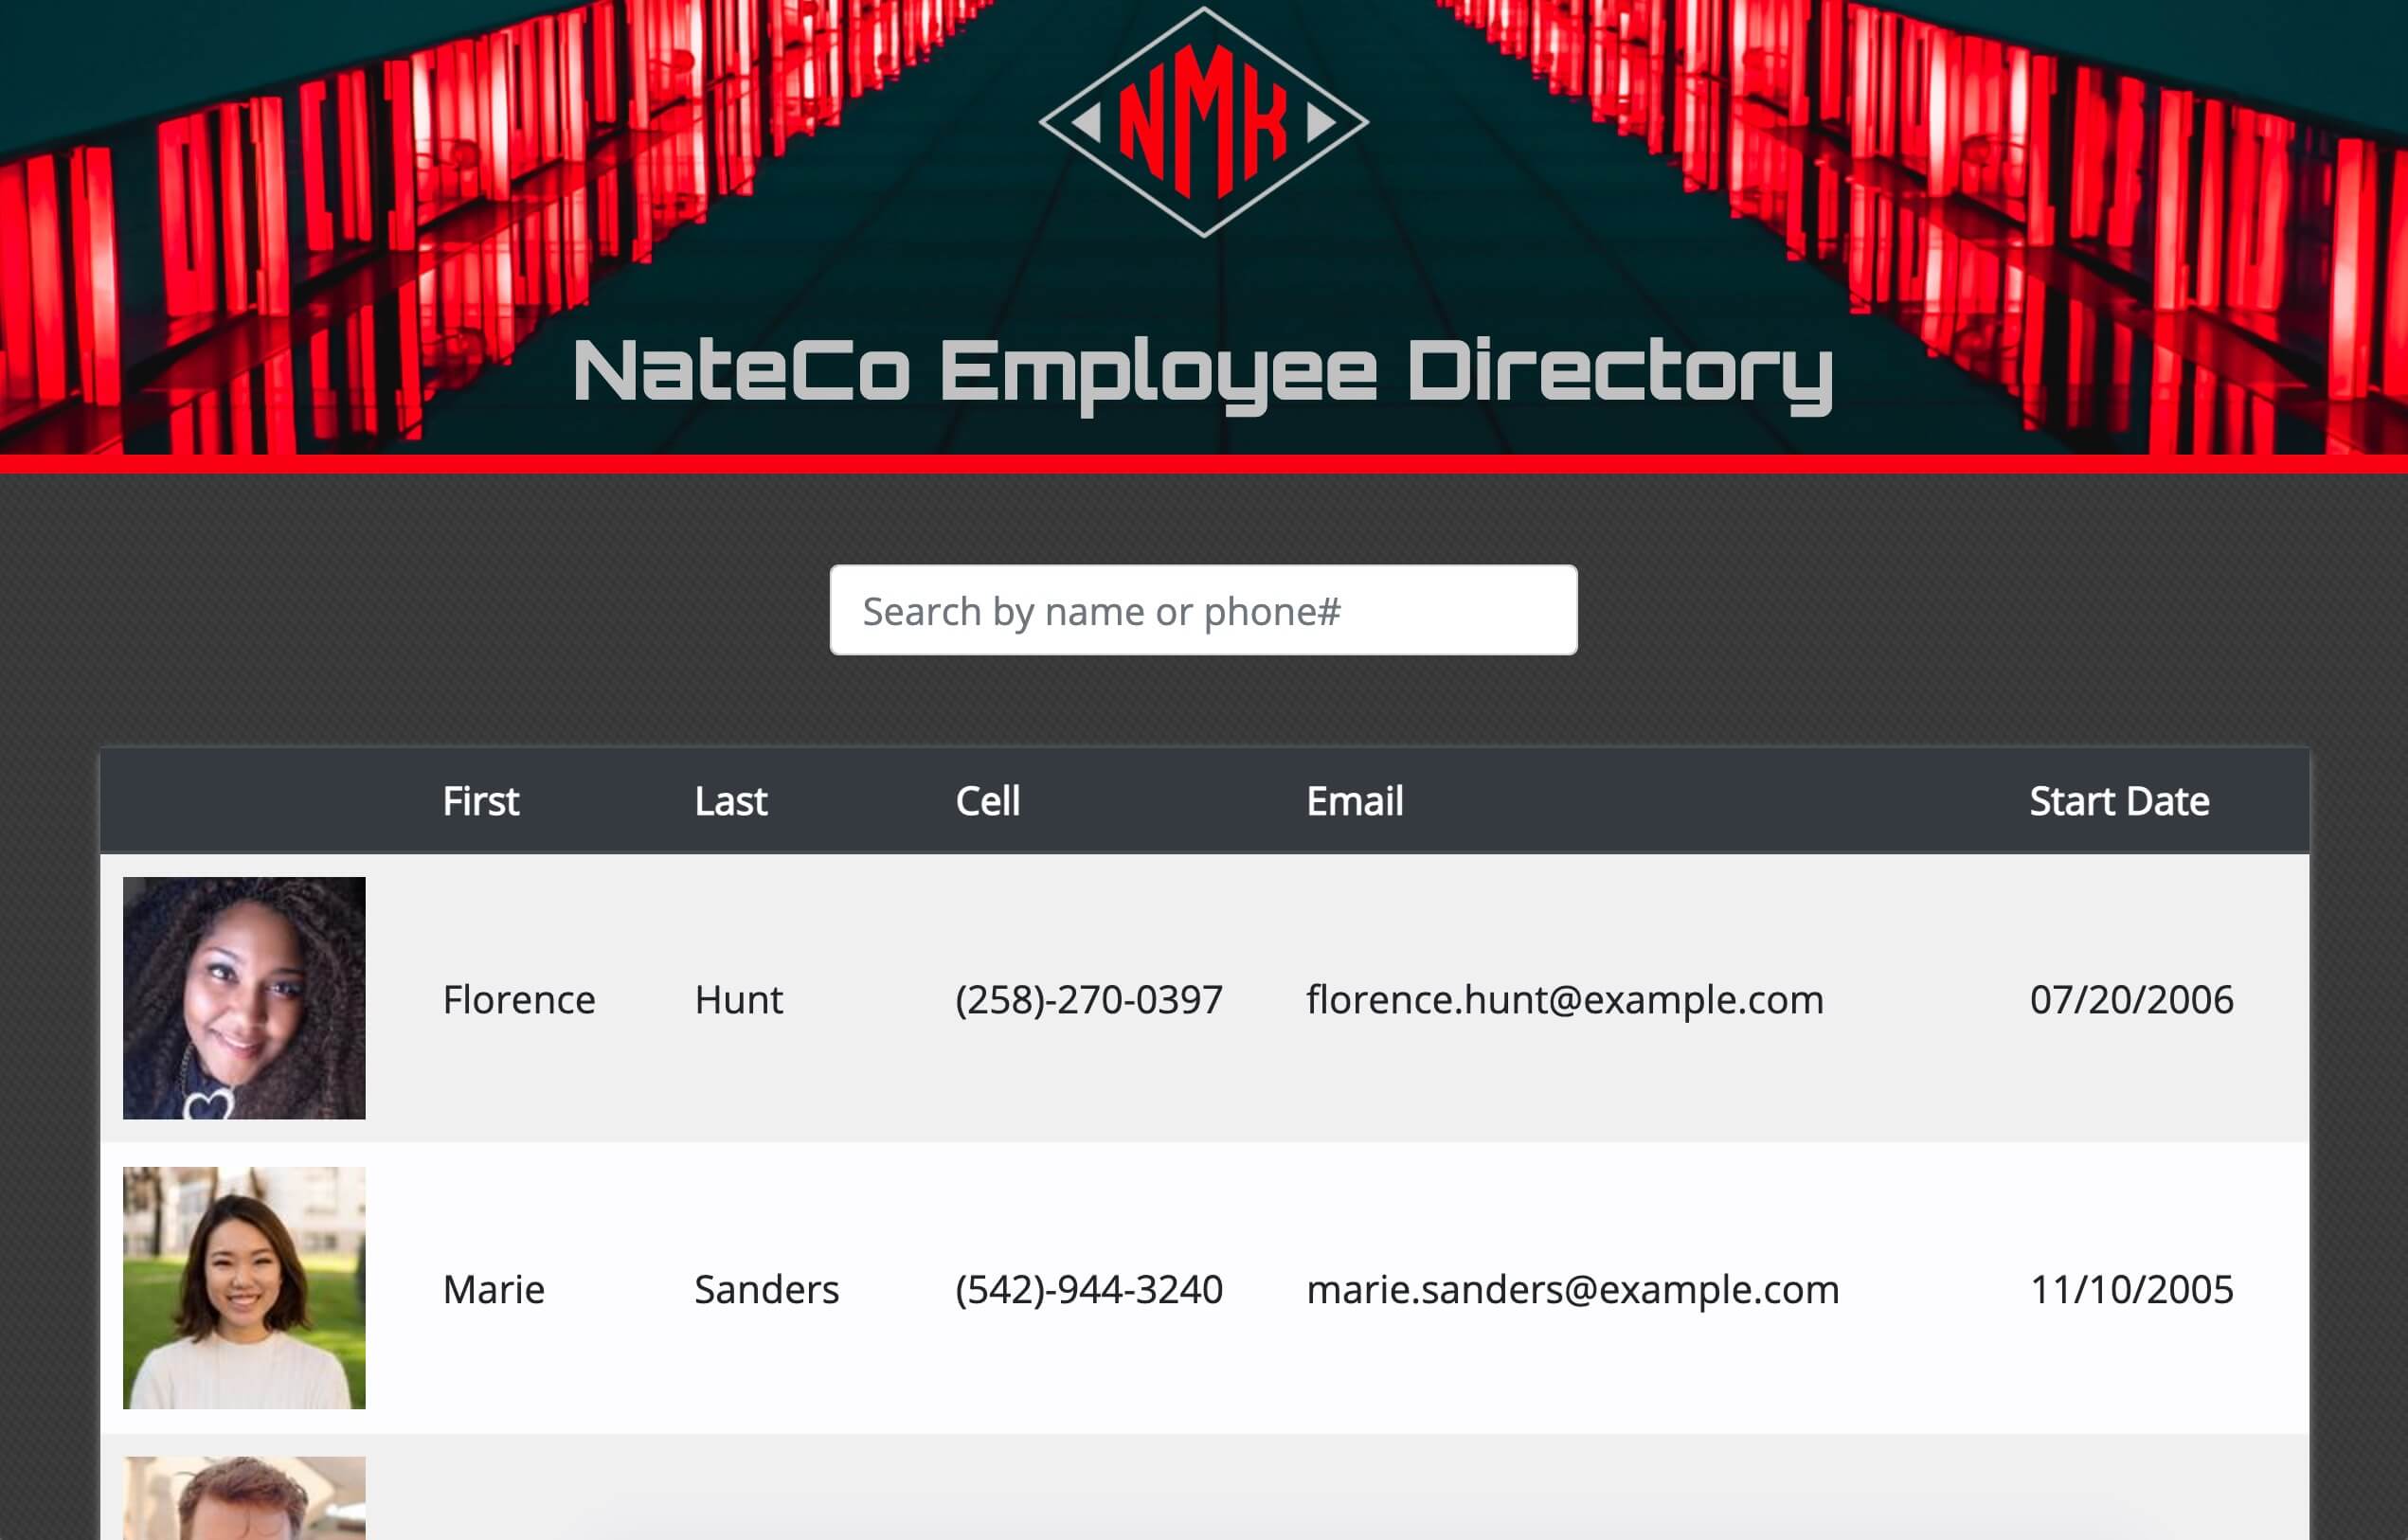 NMK
NateCo Employee Directory
Search by name or phone#
First Last Cell Email Start Date
Florence Hunt (258)-270-0397 florence.hunt@example.com 07/20/2006
Marie Sanders (542)-944-3240 marie.sanders@example.com 11/10/2005